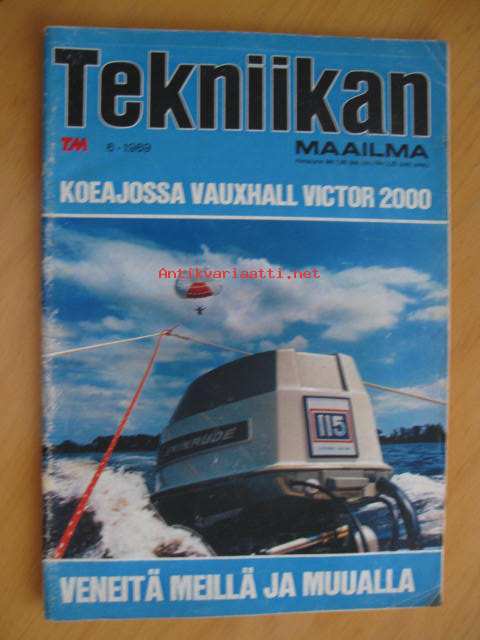 Tekniikan
TM 6-1969 MAAILMA
KOEAJOSSA VAUXHALL VICTOR 2000
Antikvariaatti.net
115
EVINRUDE
VENEITÄ MEILLÄ JA MUUALLA